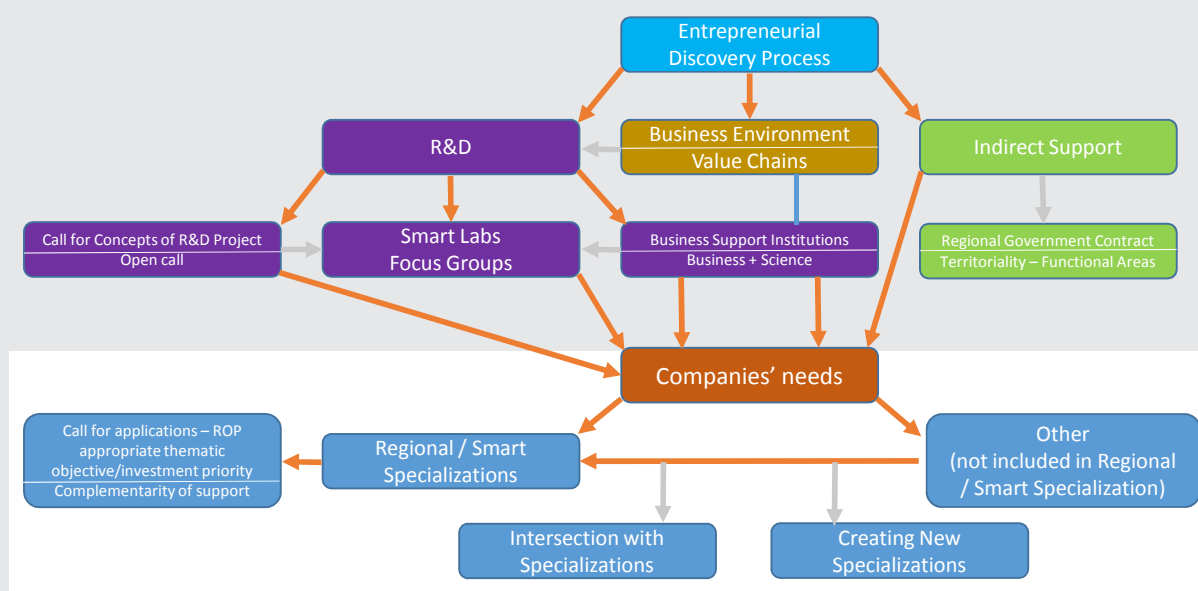 Entrepreneurial
Discovery Process
R&D
Business Environment
Value Chains
Indirect Support
Call for Concepts of R&D Project
Open call
Smart Labs
Focus Groups
Business Support Institutions
Business + Science
Regional Government Contract
Territoriality – Functional Areas
Companies’ needs
Call for applications – ROP
appropriate thematic
objective/investment priority
Complementarity of support
Regional / Smart
Specializations
Other
(not included in Regional
/ Smart Specialization)
Intersection with
Specializations
Creating New
Specializations